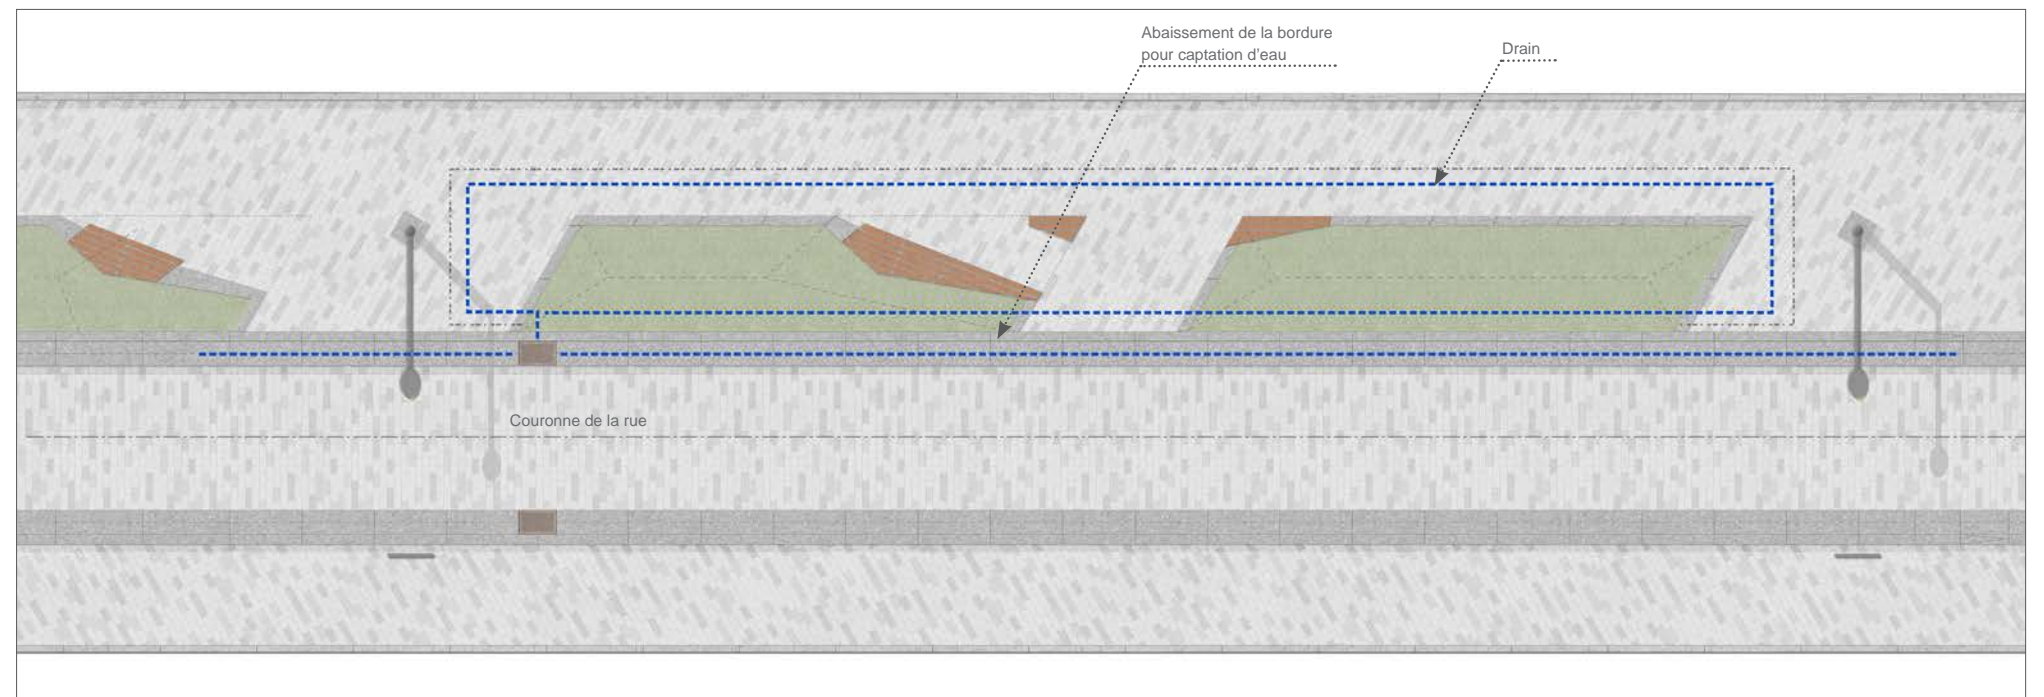 Abaissement de la bordure
pour captation d'eau
Drain
Couronne de la rue